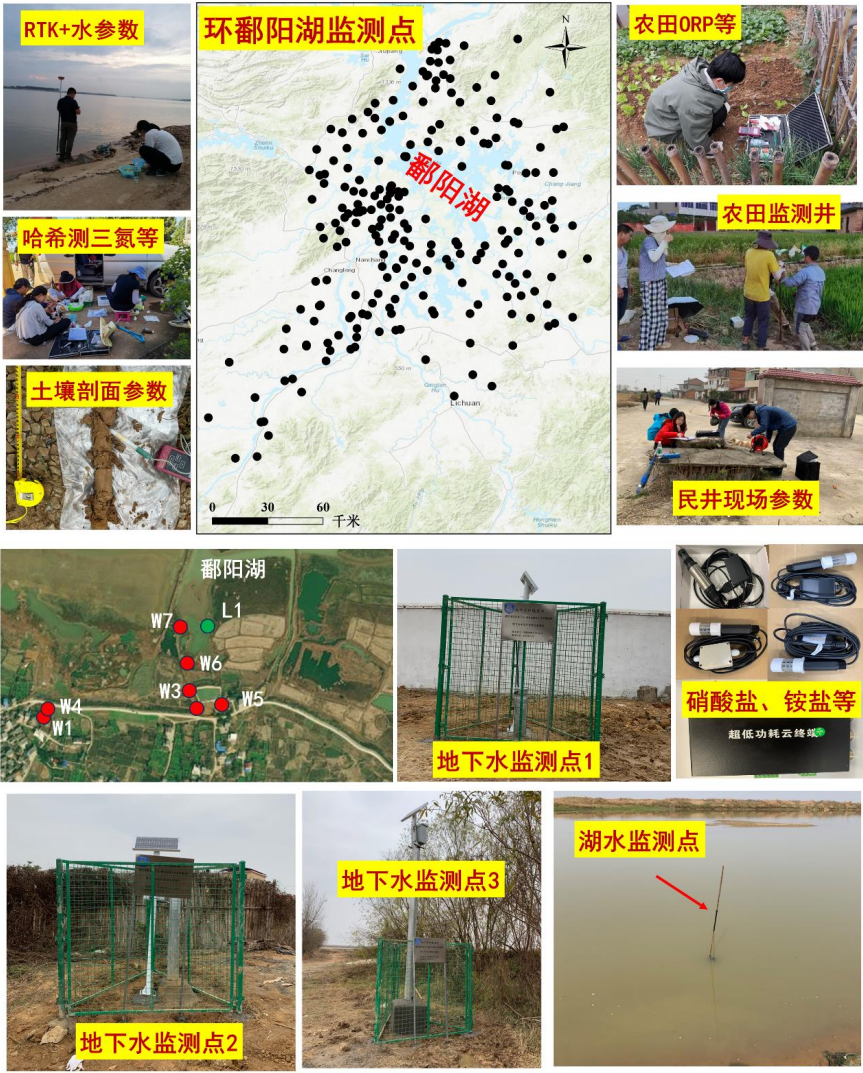 RTK+水参数
环鄱阳湖监测点
N
农田ORP等
鄱阳湖
哈希测三氮等
农田监测井
Nanchang
Changlong
土壤剖面参数
Lichuan
民井现场参数
0 30 60
千米
鄱阳湖
W7
L1
W6
W3
W5
W4
W1
地下水监测点1
硝酸盐、铵盐等
超低功耗云终端
地下水监测点2
地下水监测点3
湖水监测点